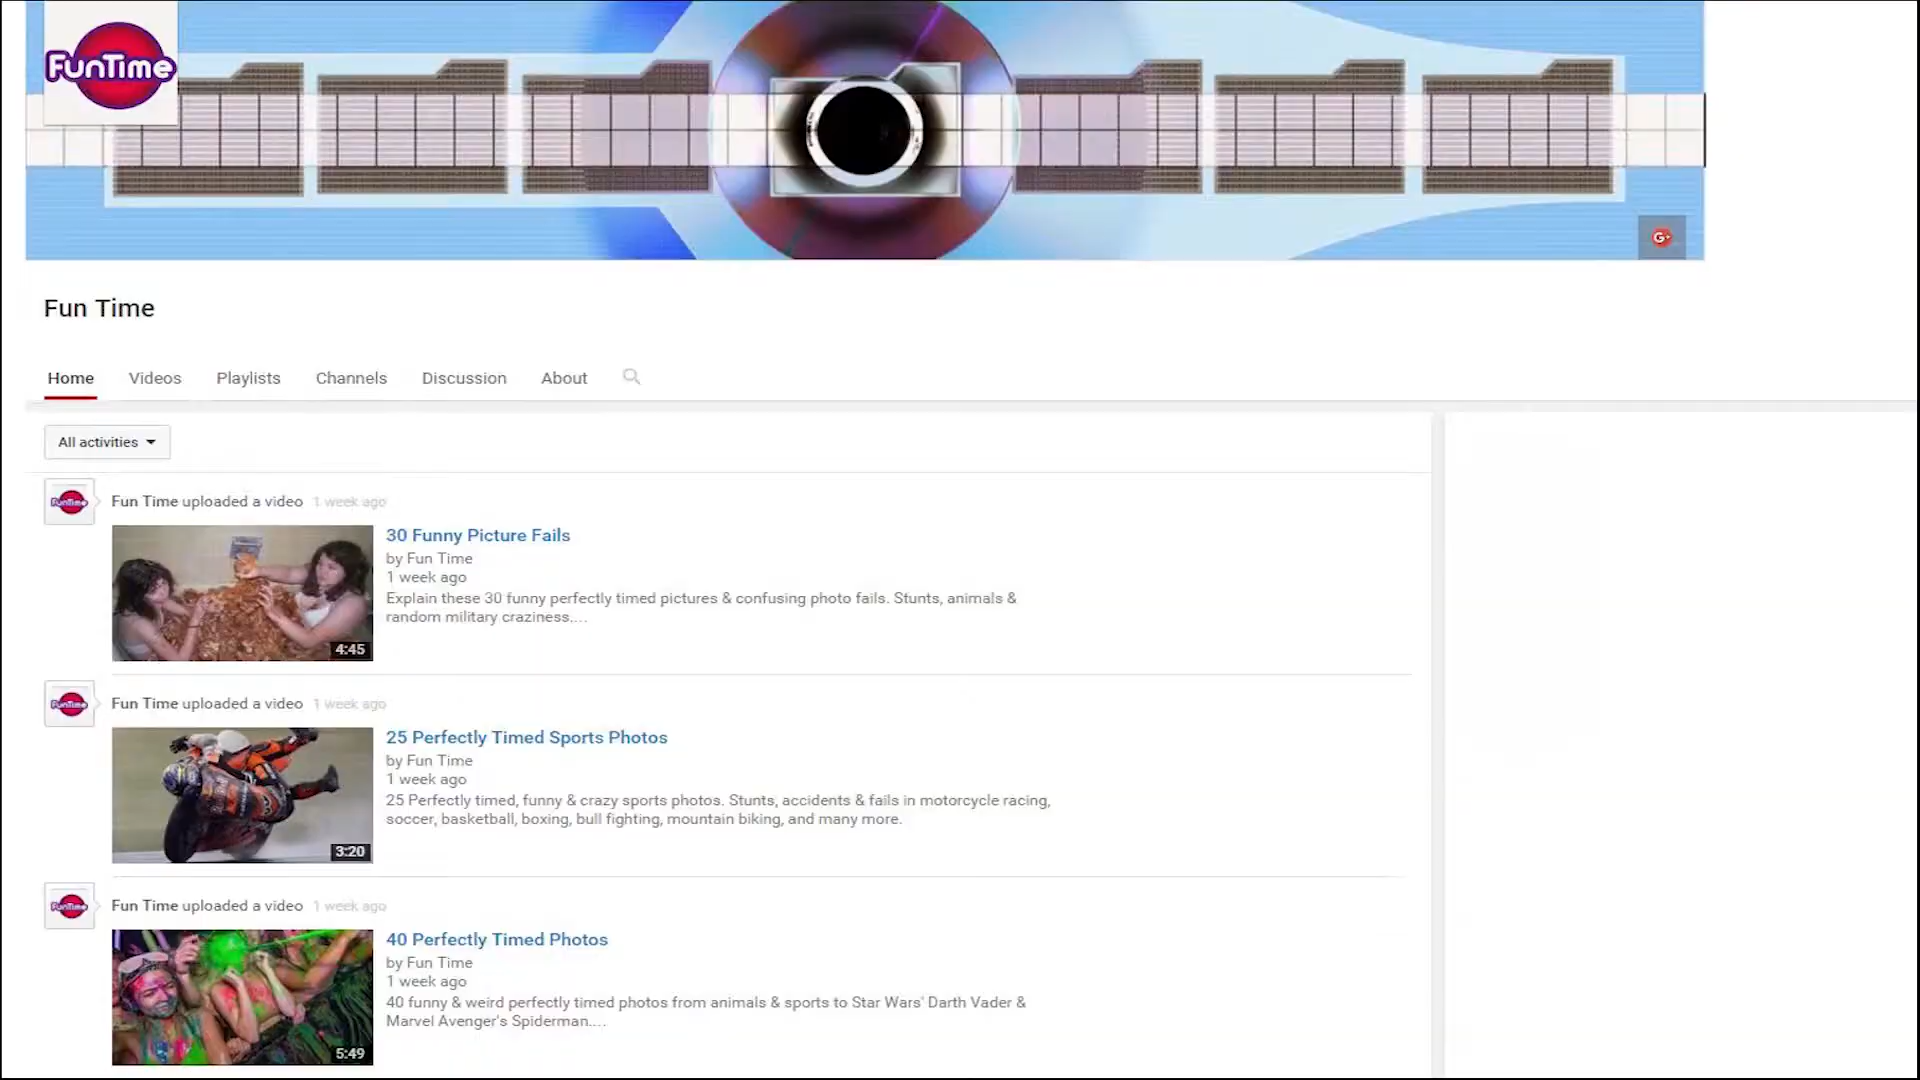 FunTime
G+
Fun Time
Home Videos Playlists Channels Discussion About
All activities
FunTime
Fun Time uploaded a video 1 week ago
30 Funny Picture Fails
by Fun Time
1 week ago
Explain these 30 funny perfectly timed pictures & confusing photo fails. Stunts, animals &
random military craziness....
4:45
FunTime
Fun Time uploaded a video 1 week ago
25 Perfectly Timed Sports Photos
by Fun Time
1 week ago
25 Perfectly timed, funny & crazy sports photos. Stunts, accidents & fails in motorcycle racing,
soccer, basketball, boxing, bull fighting, mountain biking, and many more.
3:20
FunTime
Fun Time uploaded a video 1 week ago
40 Perfectly Timed Photos
by Fun Time
1 week ago
40 funny & weird perfectly timed photos from animals & sports to Star Wars' Darth Vader &
Marvel Avenger's Spiderman....
5:49